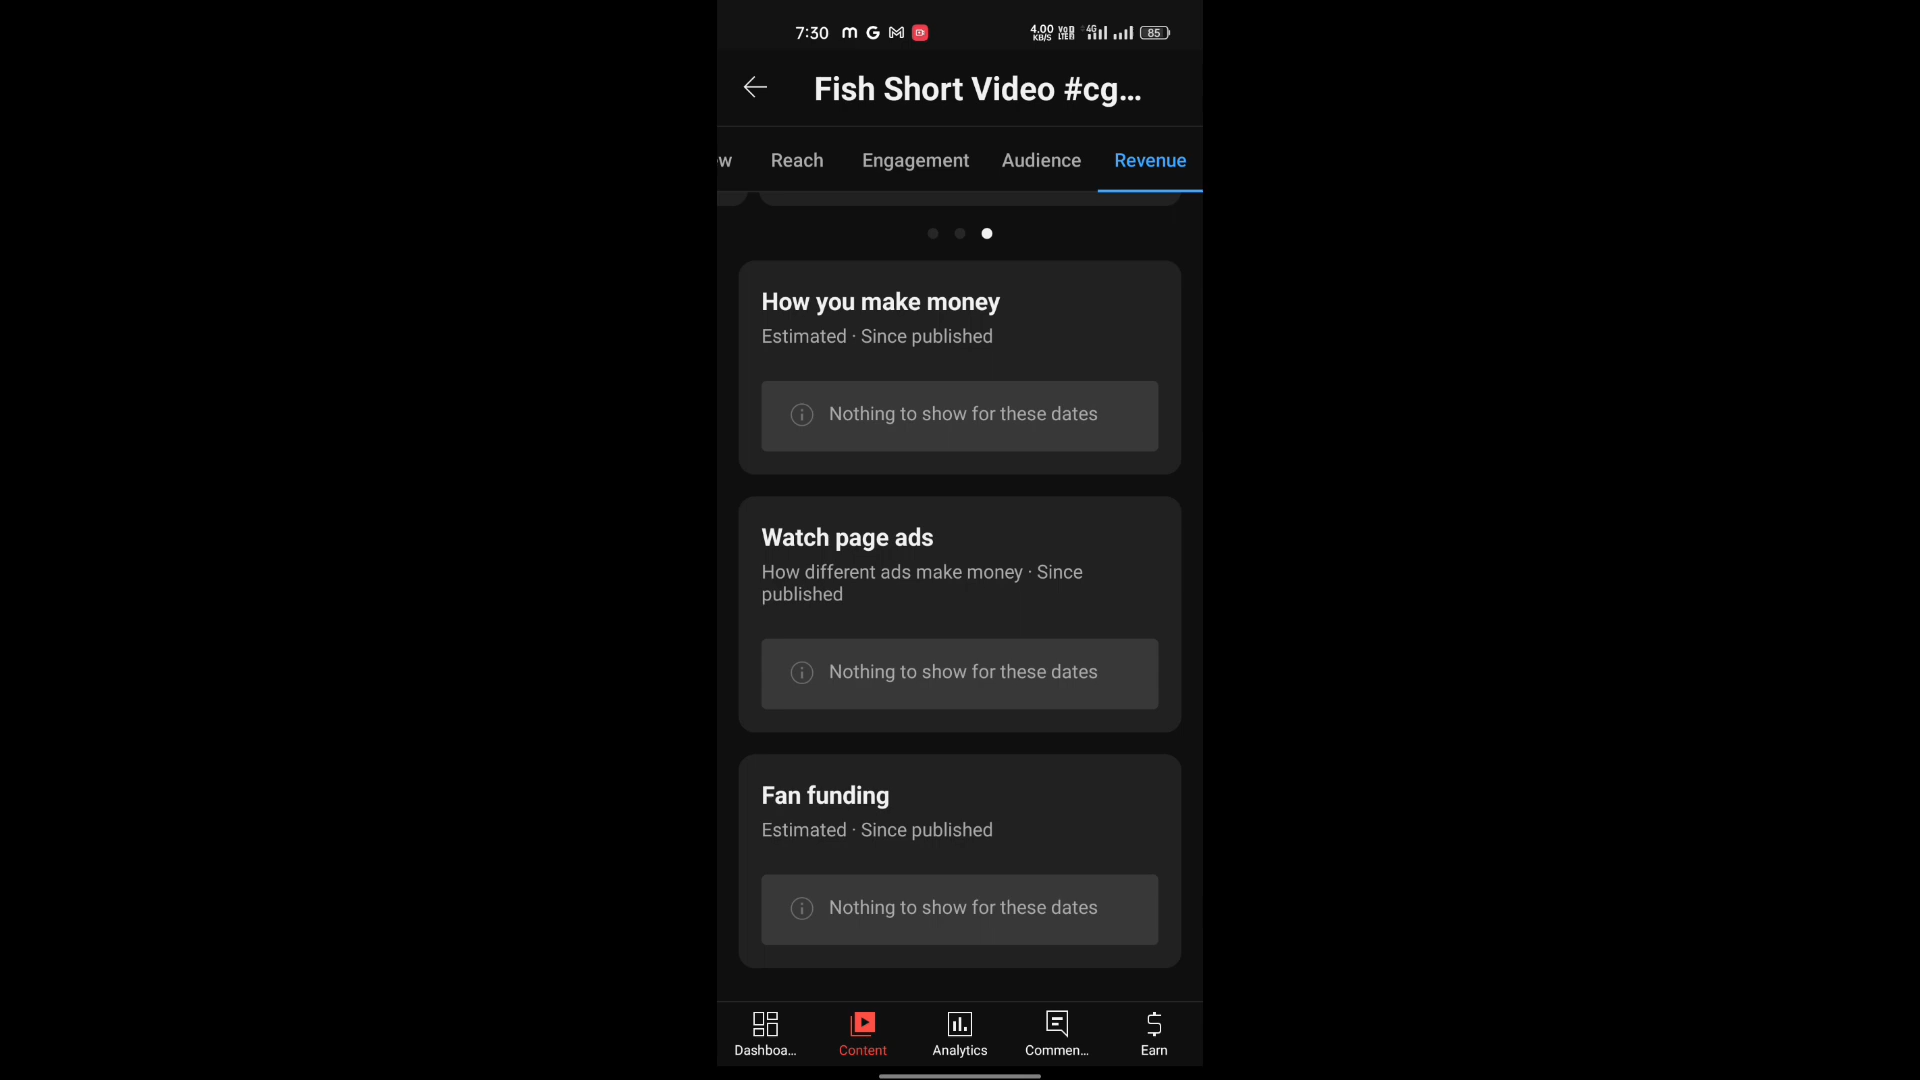 7:30
4.00 KB/S
4G
85
Fish Short Video #cg...
w Reach Engagement Audience Revenue
How you make money
Estimated · Since published
Nothing to show for these dates
Watch page ads
How different ads make money · Since
published
Nothing to show for these dates
Fan funding
Estimated · Since published
Nothing to show for these dates
Dashboa... Content Analytics Commen... Earn